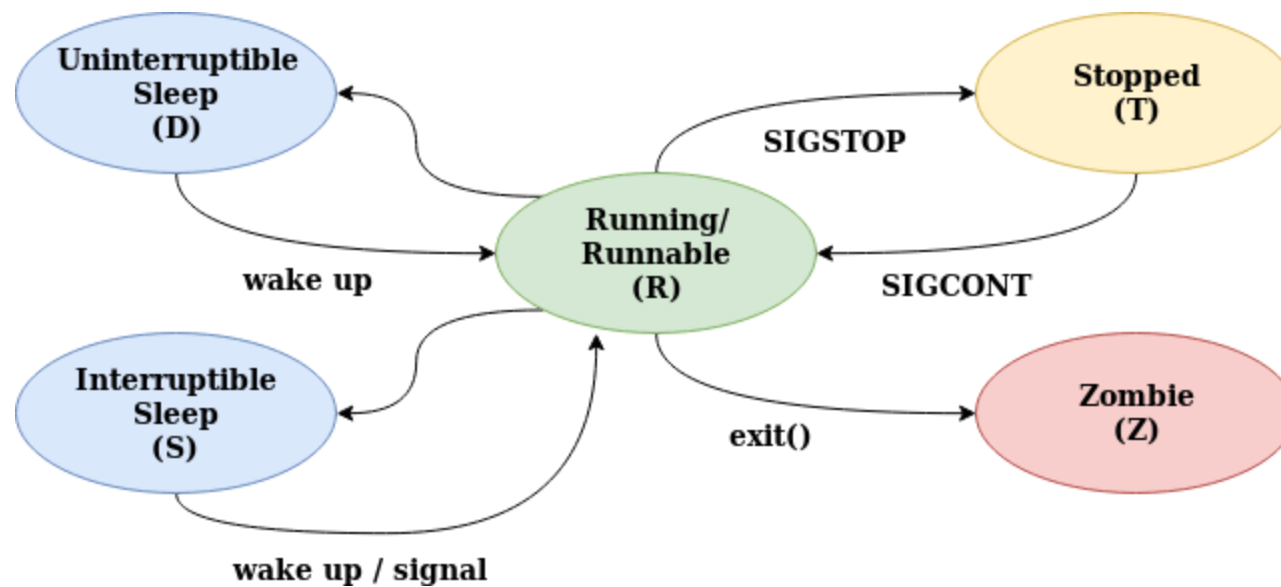 Uninterruptible
Sleep
(D)
Stopped
(T)
SIGSTOP
Running/
Runnable
(R)
wake up
SIGCONT
Interruptible
Sleep
(S)
Zombie
(Z)
exit()
wake up / signal